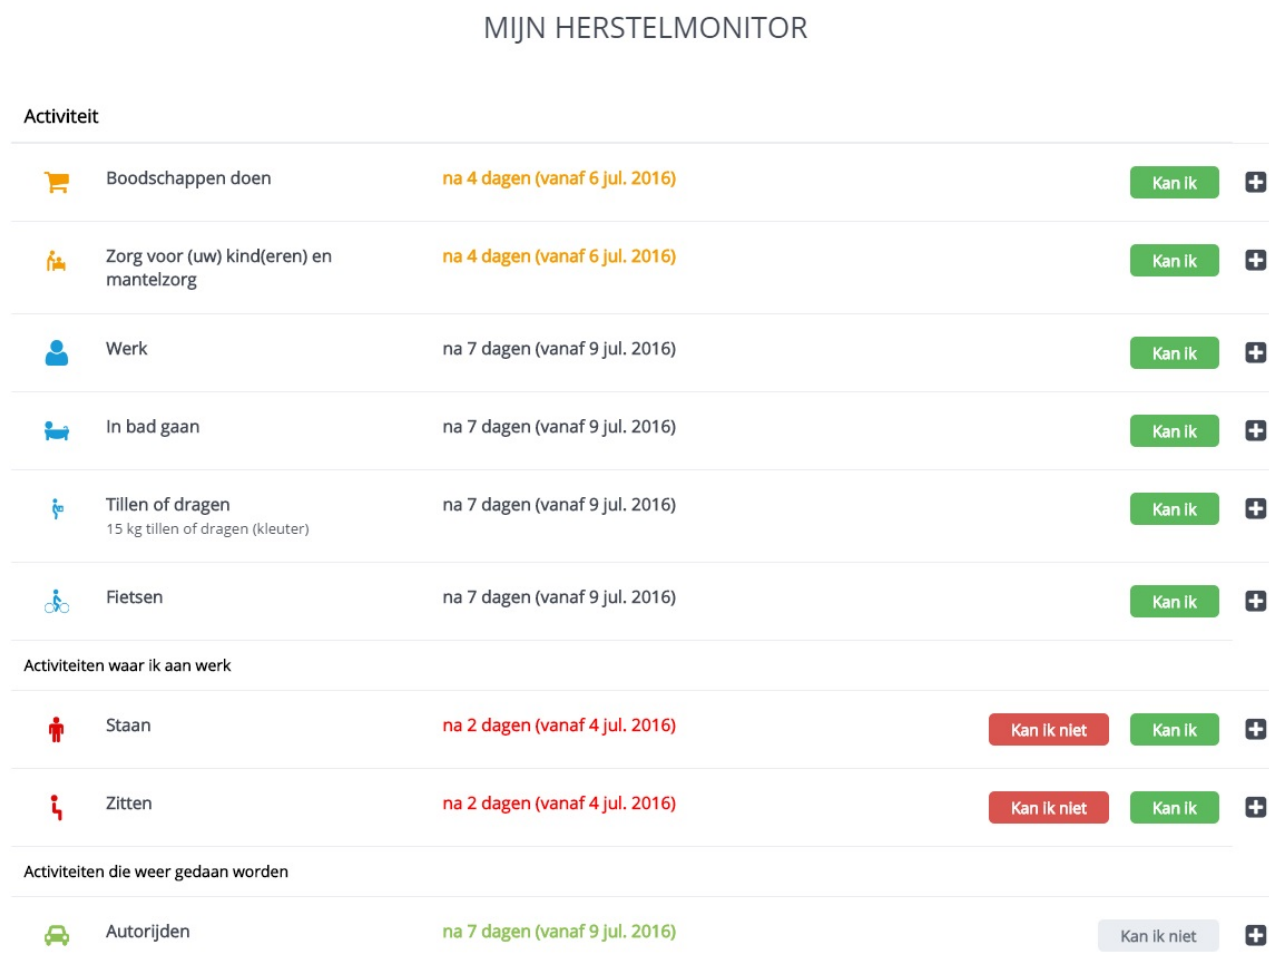 MIJN HERSTELMONITOR
Activiteit
Boodschappen doen na 4 dagen (vanaf 6 jul. 2016) Kan ik
Zorg voor (uw) kind(eren) en na 4 dagen (vanaf 6 jul. 2016) Kan ik
mantelzorg
Werk na 7 dagen (vanaf 9 jul. 2016) Kan ik
In bad gaan na 7 dagen (vanaf 9 jul. 2016) Kan ik
Tillen of dragen na 7 dagen (vanaf 9 jul. 2016) Kan ik
15 kg tillen of dragen (kleuter)
Fietsen na 7 dagen (vanaf 9 jul. 2016) Kan ik
Activiteiten waar ik aan werk
Staan na 2 dagen (vanaf 4 jul. 2016) Kan ik niet Kan ik
Zitten na 2 dagen (vanaf 4 jul. 2016) Kan ik niet Kan ik
Activiteiten die weer gedaan worden
Autorijden na 7 dagen (vanaf 9 jul. 2016) Kan ik niet